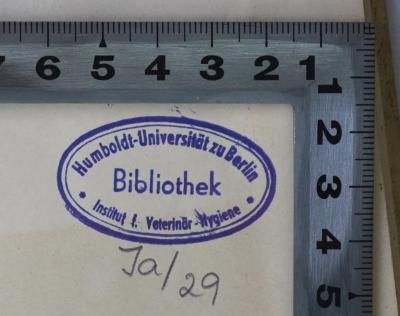 7 6 5 4 3 2 1
1
2
3
4
5
Humboldt-Universität zu Berlin
Bibliothek
* Institut f. Veterinär-Hygiene *
Ja/29